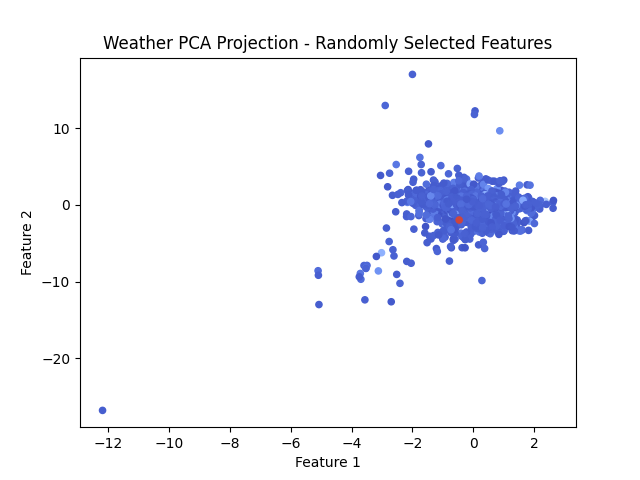 Weather PCA Projection - Randomly Selected Features
10
0
−10
−20
Feature 2
−12 −10 −8 −6 −4 −2 0 2
Feature 1